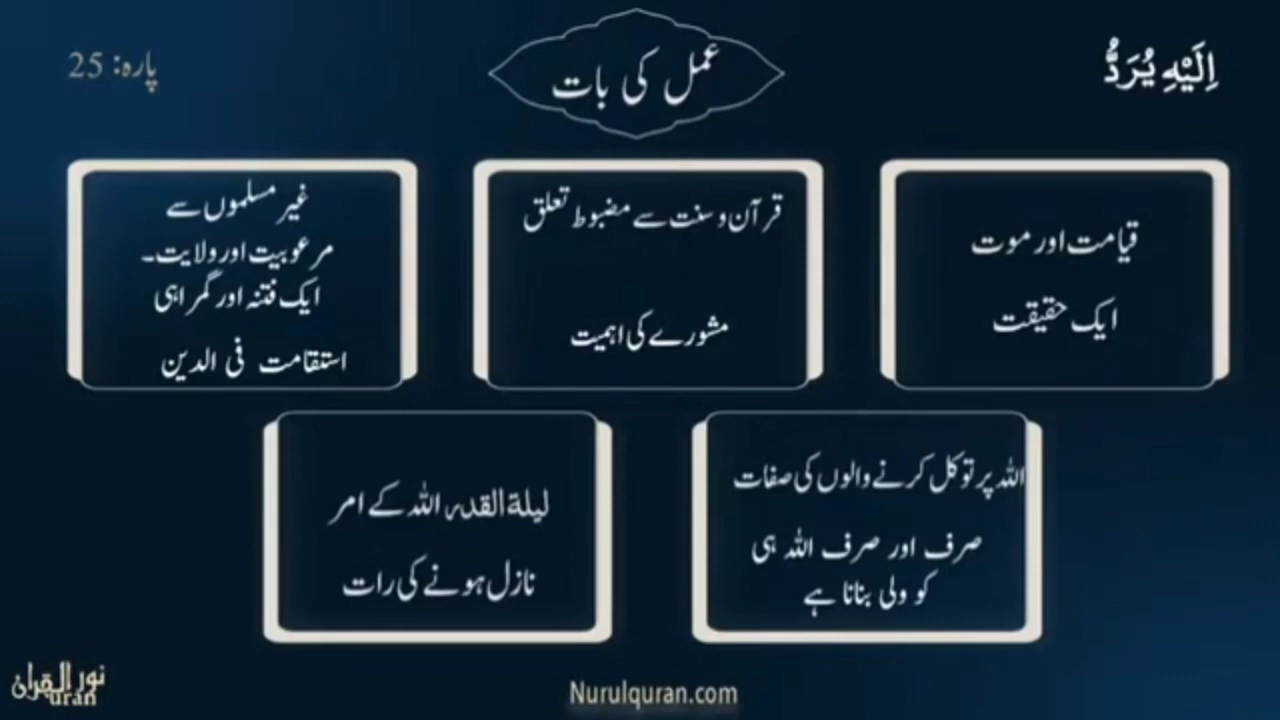 اِلَيْهِ يُرَدُّ
عمل کی بات
پارہ: 25
قیامت اور موت
ایک حقیقت
قرآن و سنت سے مضبوط تعلق
مشورے کی اہمیت
غیر مسلموں سے
مرعوبیت اور ولایت۔
ایک فتنہ اور گمراہی
استقامت فی الدین
اللہ پر توکل کرنے والوں کی صفات
صرف اور صرف اللہ ہی
کو ولی بنانا ہے
لیلۃ القدر اللہ کے امر
نازل ہونے کی رات
نور القرآن
uran
Nurulquran.com